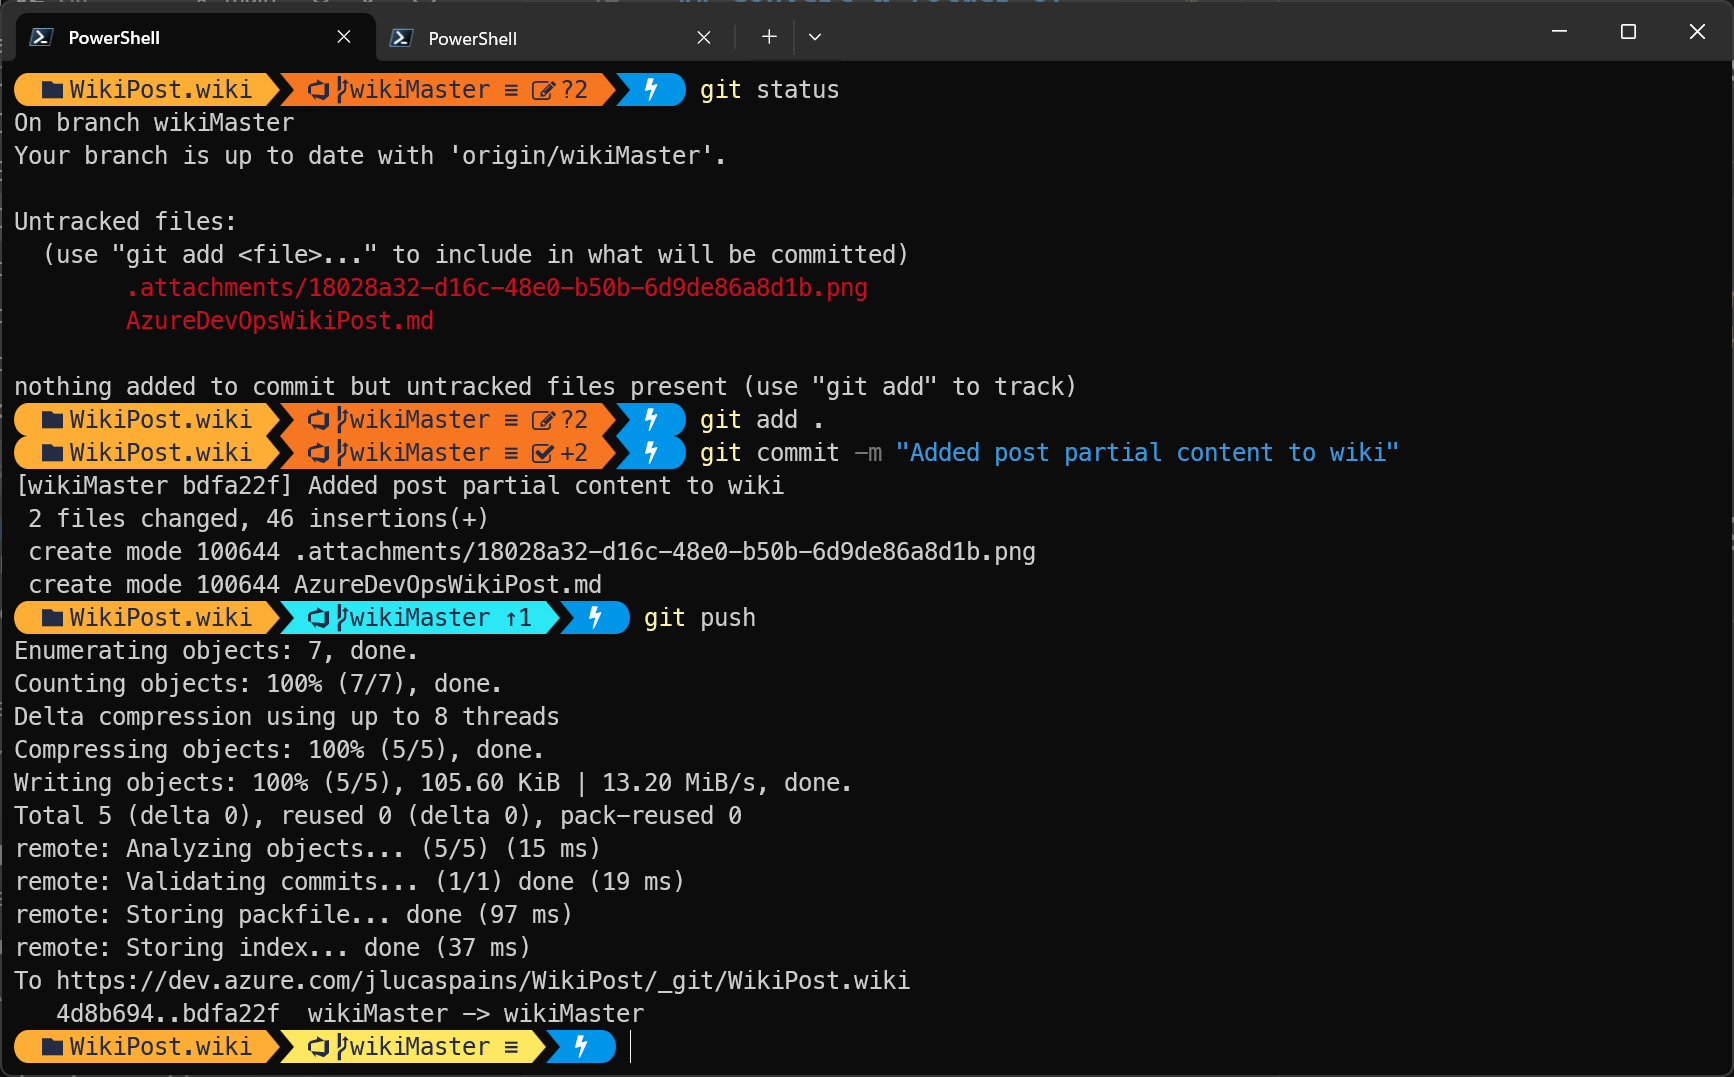 PowerShell
PowerShell
WikiPost.wiki wikiMaster ≡ ?2 git status
On branch wikiMaster
Your branch is up to date with 'origin/wikiMaster'.
Untracked files:
(use "git add <file>..." to include in what will be committed)
.attachments/18028a32-d16c-48e0-b50b-6d9de86a8d1b.png
AzureDevOpsWikiPost.md
nothing added to commit but untracked files present (use "git add" to track)
WikiPost.wiki wikiMaster ≡ ?2 git add .
WikiPost.wiki wikiMaster ≡ +2 git commit -m "Added post partial content to wiki"
[wikiMaster bdfa22f] Added post partial content to wiki
2 files changed, 46 insertions(+)
create mode 100644 .attachments/18028a32-d16c-48e0-b50b-6d9de86a8d1b.png
create mode 100644 AzureDevOpsWikiPost.md
WikiPost.wiki wikiMaster ↑1 git push
Enumerating objects: 7, done.
Counting objects: 100% (7/7), done.
Delta compression using up to 8 threads
Compressing objects: 100% (5/5), done.
Writing objects: 100% (5/5), 105.60 KiB | 13.20 MiB/s, done.
Total 5 (delta 0), reused 0 (delta 0), pack-reused 0
remote: Analyzing objects... (5/5) (15 ms)
remote: Validating commits... (1/1) done (19 ms)
remote: Storing packfile... done (97 ms)
remote: Storing index... done (37 ms)
To https://dev.azure.com/jlucaspains/WikiPost/_git/WikiPost.wiki
4d8b694..bdfa22f wikiMaster -> wikiMaster
WikiPost.wiki wikiMaster ≡